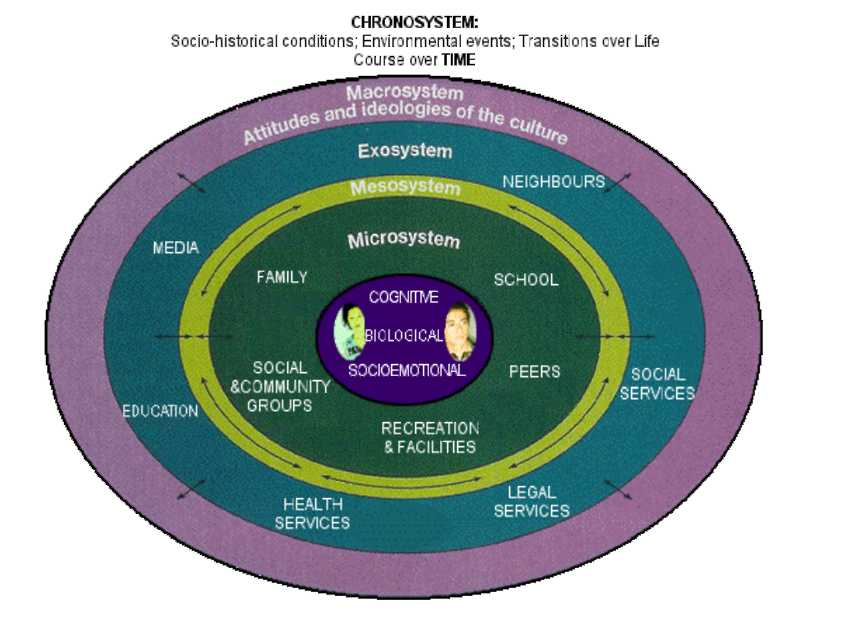 CHRONOSYSTEM:
Socio-historical conditions; Environmental events; Transitions over Life
Course over TIME
Macrosystem
Attitudes and ideologies of the culture
Exosystem
NEIGHBOURS
Mesosystem
Microsystem
MEDIA
FAMILY
SCHOOL
COGNITIVE
BIOLOGICAL
SOCIOEMOTIONAL
SOCIAL
&COMMUNITY
GROUPS
PEERS
SOCIAL
SERVICES
EDUCATION
RECREATION
& FACILITIES
HEALTH
SERVICES
LEGAL
SERVICES